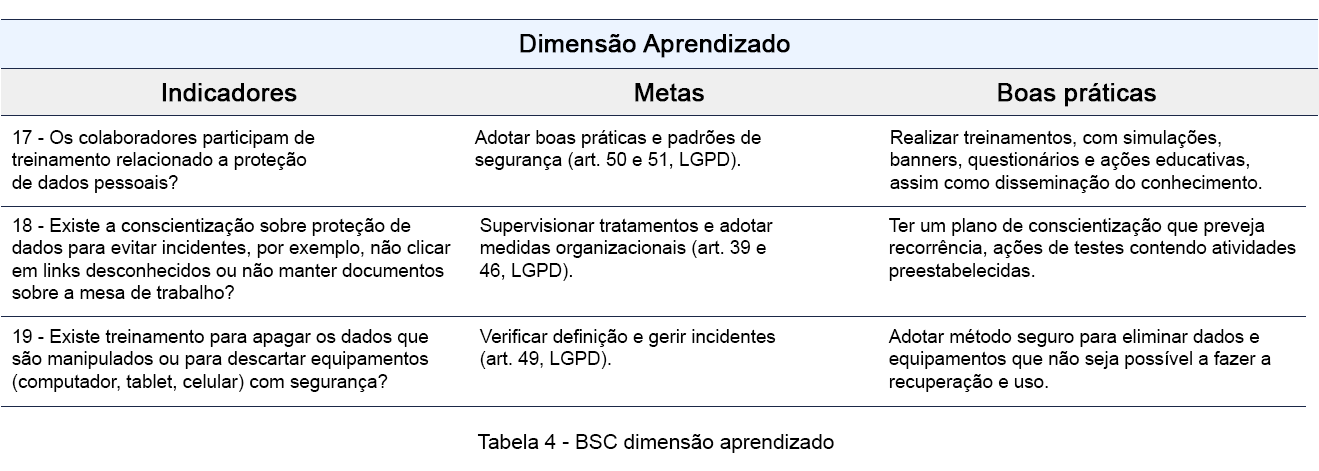 Dimensão Aprendizado
Indicadores
Metas
Boas práticas
17 - Os colaboradores participam de
treinamento relacionado a proteção
de dados pessoais?
Adotar boas práticas e padrões de
segurança (art. 50 e 51, LGPD).
Realizar treinamentos, com simulações,
banners, questionários e ações educativas,
assim como disseminação do conhecimento.
18 - Existe a conscientização sobre proteção de
dados para evitar incidentes, por exemplo, não clicar
em links desconhecidos ou não manter documentos
sobre a mesa de trabalho?
Supervisionar tratamentos e adotar
medidas organizacionais (art. 39 e
46, LGPD).
Ter um plano de conscientização que preveja
recorrência, ações de testes contendo atividades
preestabelecidas.
19 - Existe treinamento para apagar os dados que
são manipulados ou para descartar equipamentos
(computador, tablet, celular) com segurança?
Verificar definição e gerir incidentes
(art. 49, LGPD).
Adotar método seguro para eliminar dados e
equipamentos que não seja possível a fazer a
recuperação e uso.
Tabela 4 - BSC dimensão aprendizado